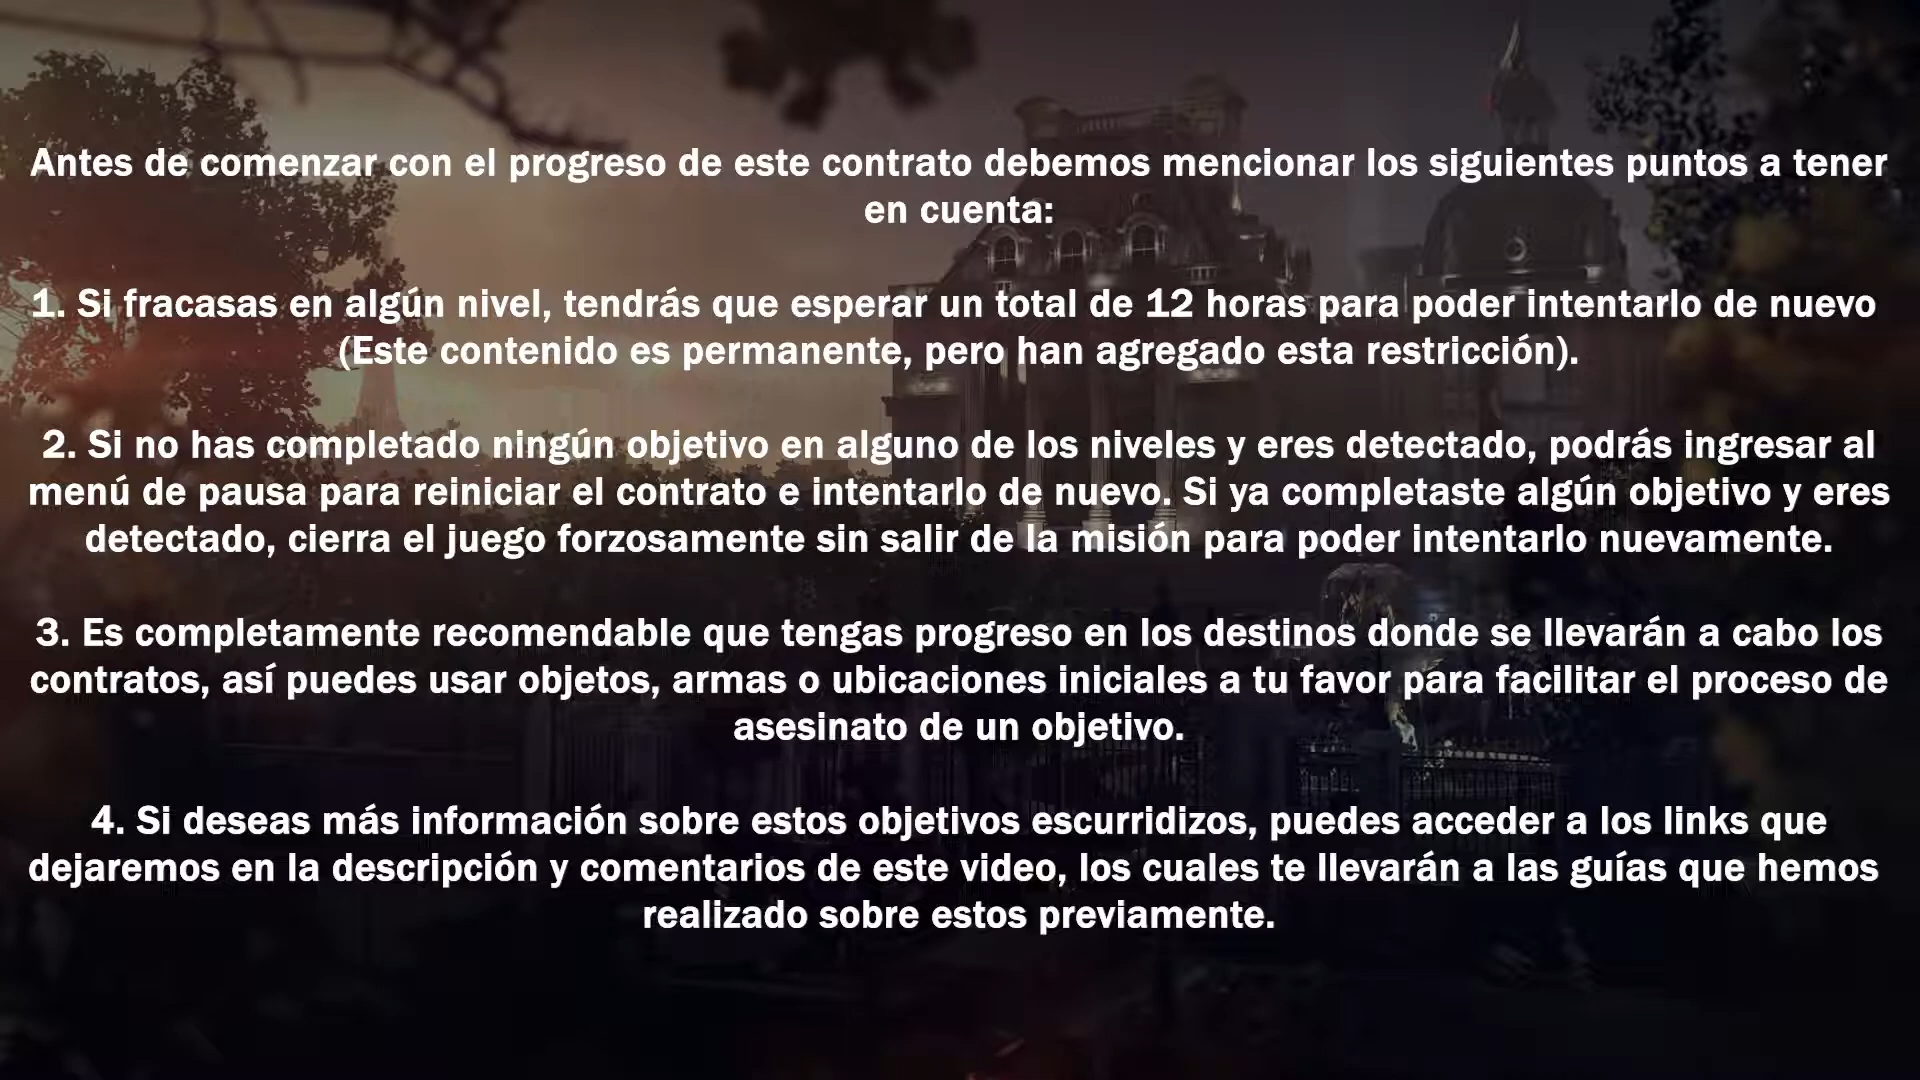 Antes de comenzar con el progreso de este contrato debemos mencionar los siguientes puntos a tener
en cuenta:
1. Si fracasas en algún nivel, tendrás que esperar un total de 12 horas para poder intentarlo de nuevo
(Este contenido es permanente, pero han agregado esta restricción).
2. Si no has completado ningún objetivo en alguno de los niveles y eres detectado, podrás ingresar al
menú de pausa para reiniciar el contrato e intentarlo de nuevo. Si ya completaste algún objetivo y eres
detectado, cierra el juego forzosamente sin salir de la misión para poder intentarlo nuevamente.
3. Es completamente recomendable que tengas progreso en los destinos donde se llevarán a cabo los
contratos, así puedes usar objetos, armas o ubicaciones iniciales a tu favor para facilitar el proceso de
asesinato de un objetivo.
4. Si deseas más información sobre estos objetivos escurridizos, puedes acceder a los links que
dejaremos en la descripción y comentarios de este video, los cuales te llevarán a las guías que hemos
realizado sobre estos previamente.